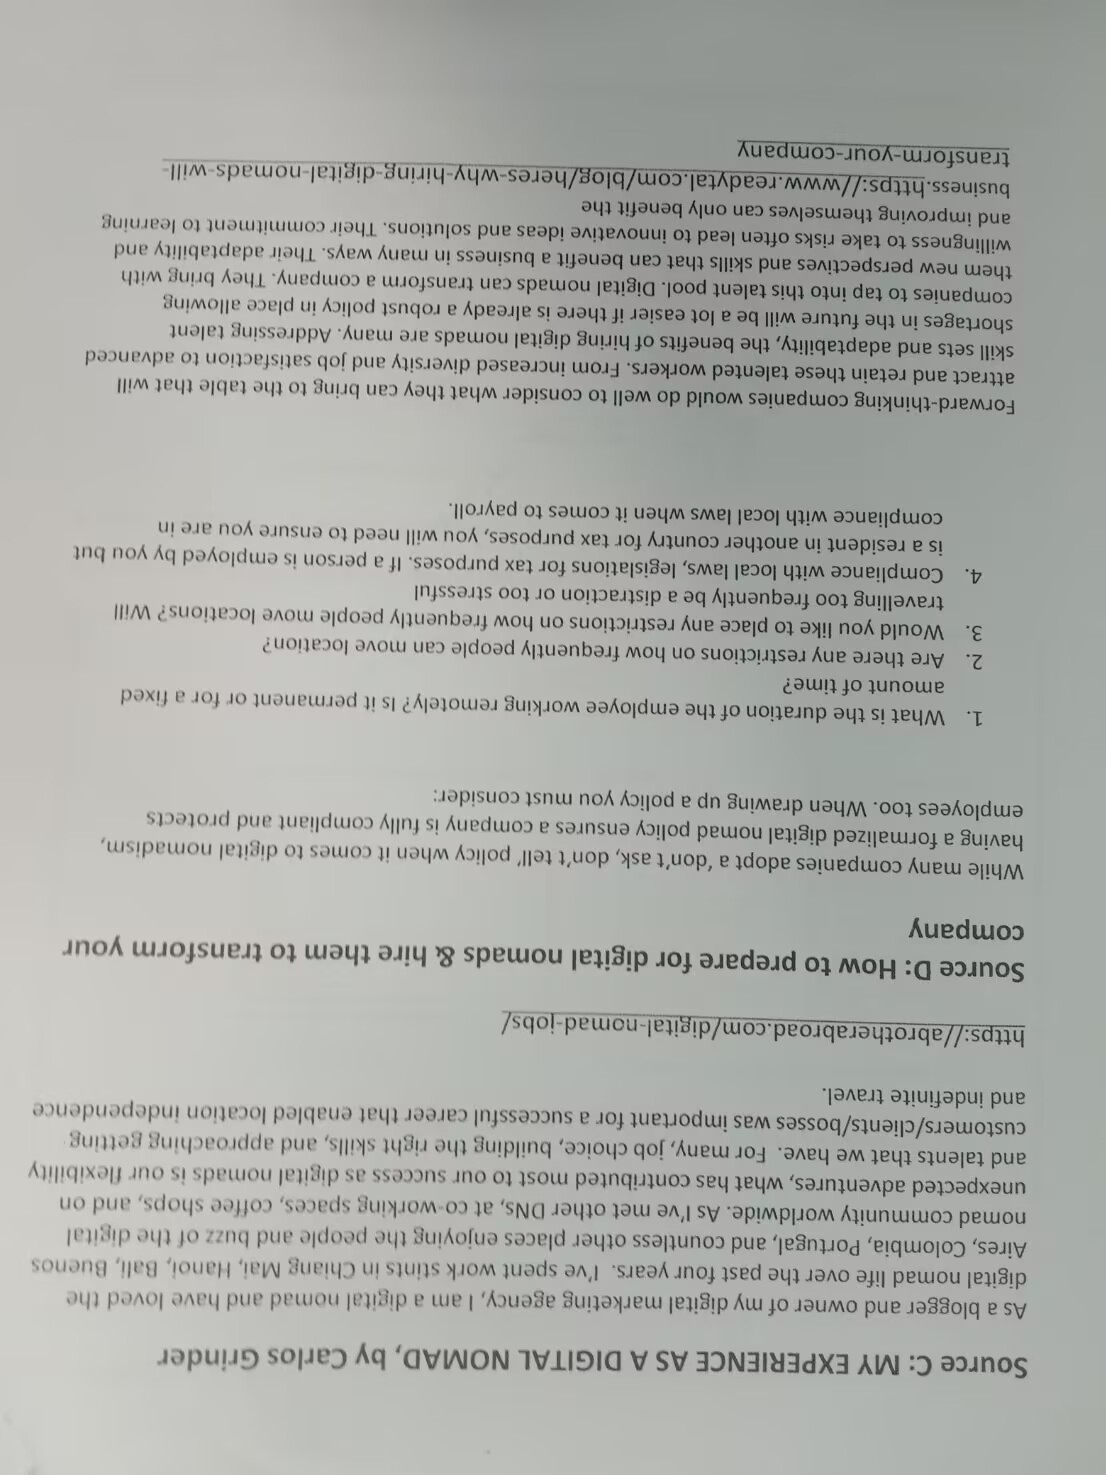 Source C: MY EXPERIENCE AS A DIGITAL NOMAD, by Carlos Grinder
As a blogger and owner of my digital marketing agency, I am a digital nomad and have loved the
digital nomad life over the past four years.  I've spent work stints in Chiang Mai, Hanoi, Bali, Buenos
Aires, Colombia, Portugal, and countless other places enjoying the people and buzz of the digital
nomad community worldwide. As I've met other DNs, at co-working spaces, coffee shops, and on
unexpected adventures, what has contributed most to our success as digital nomads is our flexibility
and talents that we have.  For many, job choice, building the right skills, and approaching getting
customers/clients/bosses was important for a successful career that enabled location independence
and indefinite travel.
https://abrotherabroad.com/digital-nomad-jobs/
Source D: How to prepare for digital nomads & hire them to transform your
company
While many companies adopt a 'don't ask, don't tell' policy when it comes to digital nomadism,
having a formalized digital nomad policy ensures a company is fully compliant and protects
employees too. When drawing up a policy you must consider:
1. What is the duration of the employee working remotely? Is it permanent or for a fixed
amount of time?
2. Are there any restrictions on how frequently people can move location?
3. Would you like to place any restrictions on how frequently people move locations? Will
travelling too frequently be a distraction or too stressful
4. Compliance with local laws, legislations for tax purposes. If a person is employed by you but
is a resident in another country for tax purposes, you will need to ensure you are in
compliance with local laws when it comes to payroll.
Forward-thinking companies would do well to consider what they can bring to the table that will
attract and retain these talented workers. From increased diversity and job satisfaction to advanced
skill sets and adaptability, the benefits of hiring digital nomads are many. Addressing talent
shortages in the future will be a lot easier if there is already a robust policy in place allowing
companies to tap into this talent pool. Digital nomads can transform a company. They bring with
them new perspectives and skills that can benefit a business in many ways. Their adaptability and
willingness to take risks often lead to innovative ideas and solutions. Their commitment to learning
and improving themselves can only benefit the
business.https://www.readytal.com/blog/heres-why-hiring-digital-nomads-will-
transform-your-company